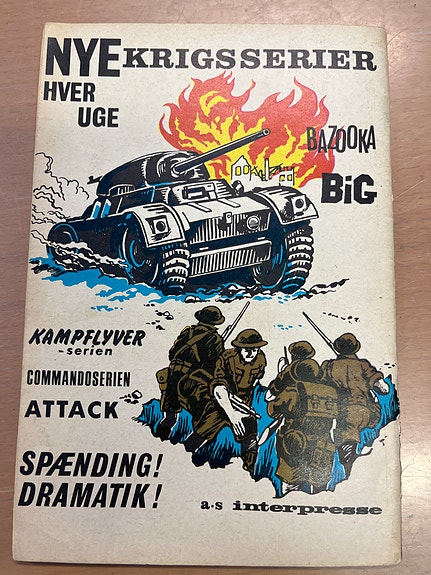 NYE KRIGSSERIER
HVER
UGE
BAZOOKA
BiG
KAMPFLYVER
-serien
COMMANDOSERIEN
ATTACK
SPÆNDING!
DRAMATIK!
a·s interpresse